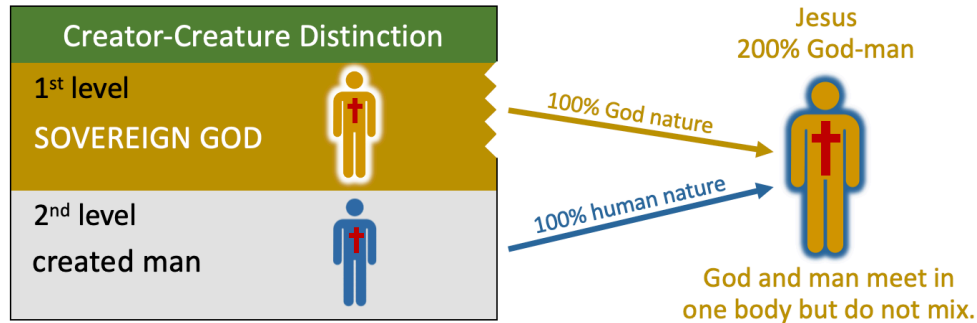 Creator-Creature Distinction
1st level
SOVEREIGN GOD
2nd level
created man
100% God nature
100% human nature
Jesus
200% God-man
God and man meet in
one body but do not mix.